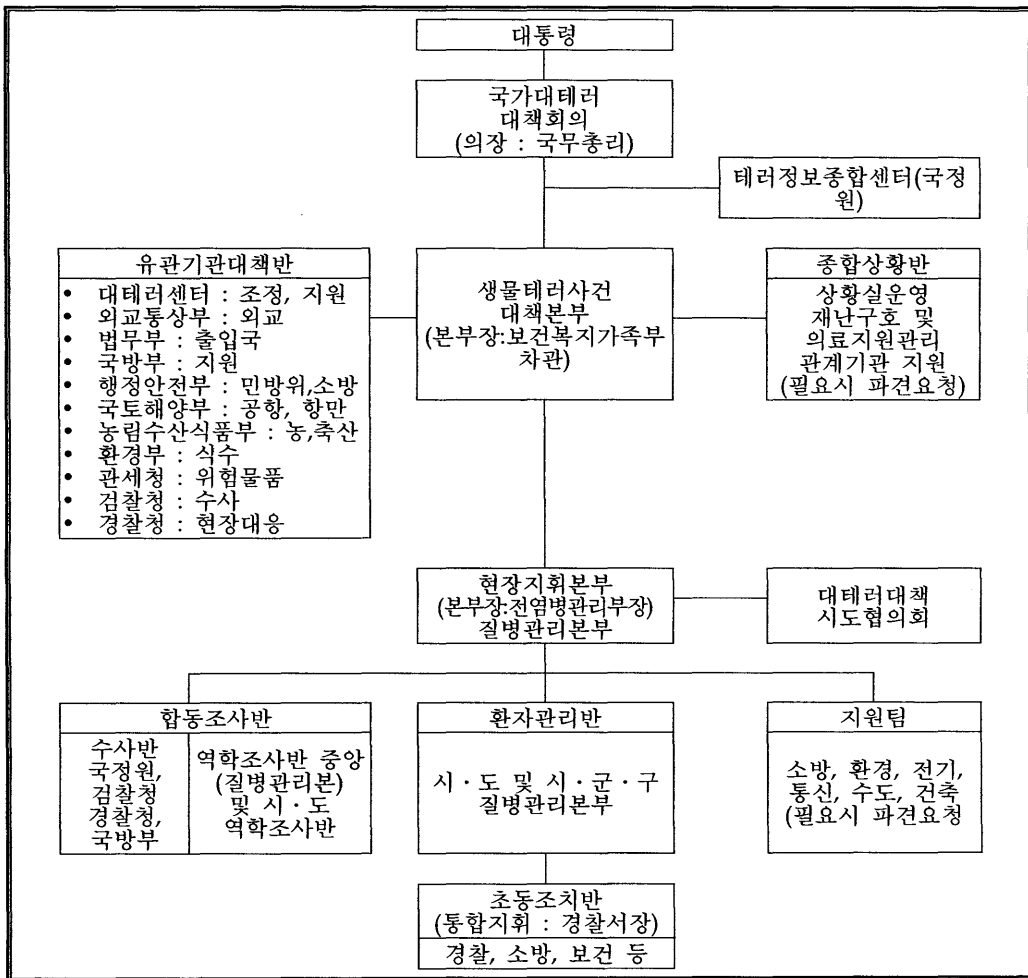 대통령
국가대테러
대책회의
(의장 : 국무총리)
테러정보종합센터(국정
원)
유관기관대책반
• 대테러센터 : 조정, 지원
• 외교통상부 : 외교
• 법무부 : 출입국
• 국방부 : 지원
• 행정안전부 : 민방위,소방
• 국토해양부 : 공항, 항만
• 농림수산식품부 : 농,축산
• 환경부 : 식수
• 관세청 : 위험물품
• 검찰청 : 수사
• 경찰청 : 현장대응
생물테러사건
대책본부
(본부장:보건복지가족부
차관)
종합상황반
상황실운영
재난구호 및
의료지원관리
관계기관 지원
(필요시 파견요청)
현장지휘본부
(본부장:전염병관리부장)
질병관리본부
대테러대책
시도협의회
합동조사반
수사반
국정원,
검찰청
경찰청,
국방부
역학조사반 중앙
(질병관리본)
및 시·도
역학조사반
환자관리반
시·도 및 시·군·구
질병관리본부
지원팀
소방, 환경, 전기,
통신, 수도, 건축
(필요시 파견요청
초동조치반
(통합지휘 : 경찰서장)
경찰, 소방, 보건 등